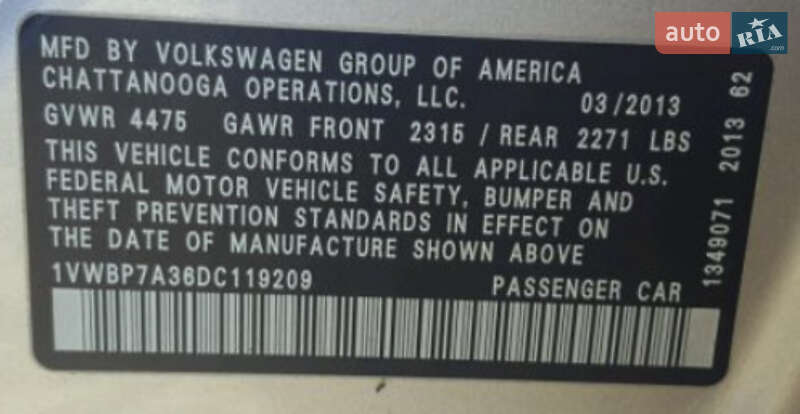 MFD BY VOLKSWAGEN GROUP OF AMERICA
CHATTANOOGA OPERATIONS, LLC. 03/2013
GVWR 4475 GAWR FRONT 2315 / REAR 2271 LBS
THIS VEHICLE CONFORMS TO ALL APPLICABLE U.S.
FEDERAL MOTOR VEHICLE SAFETY, BUMPER AND
THEFT PREVENTION STANDARDS IN EFFECT ON
THE DATE OF MANUFACTURE SHOWN ABOVE
1VWBP7A36DC119209 PASSENGER CAR
1349071 2013 62
auto RIA .com